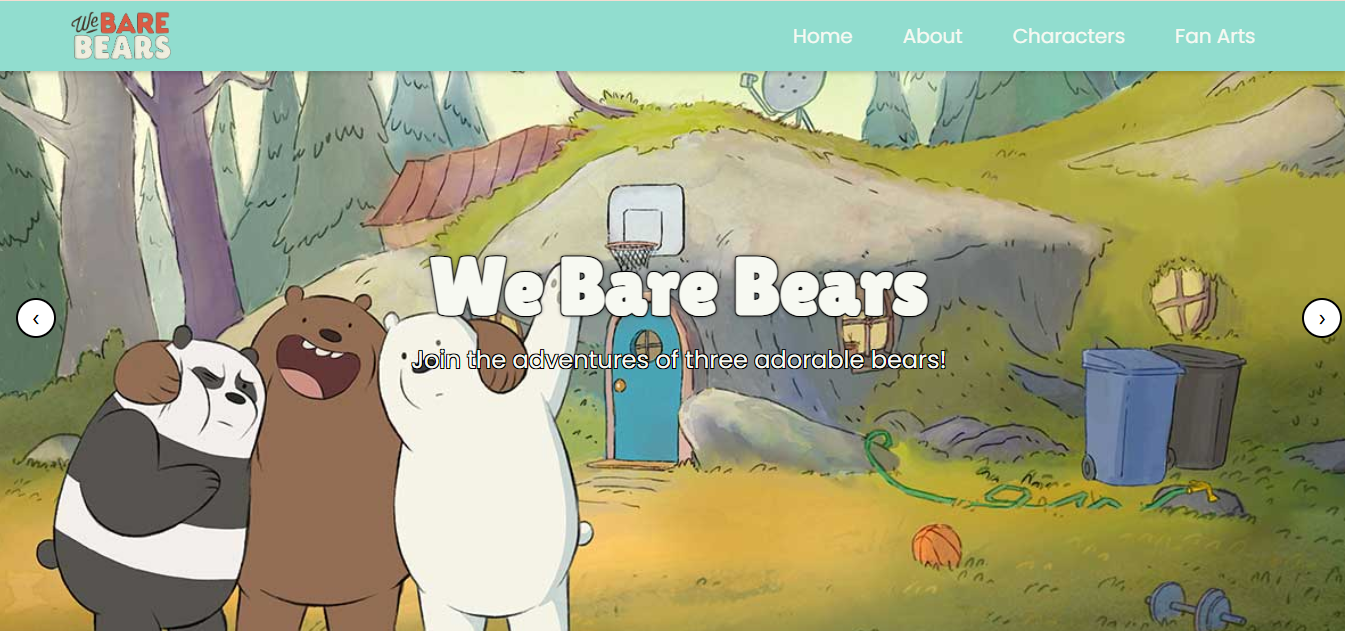 We BARE
BEARS
Home About Characters Fan Arts
We Bare Bears
‹ ›
Join the adventures of three adorable bears!